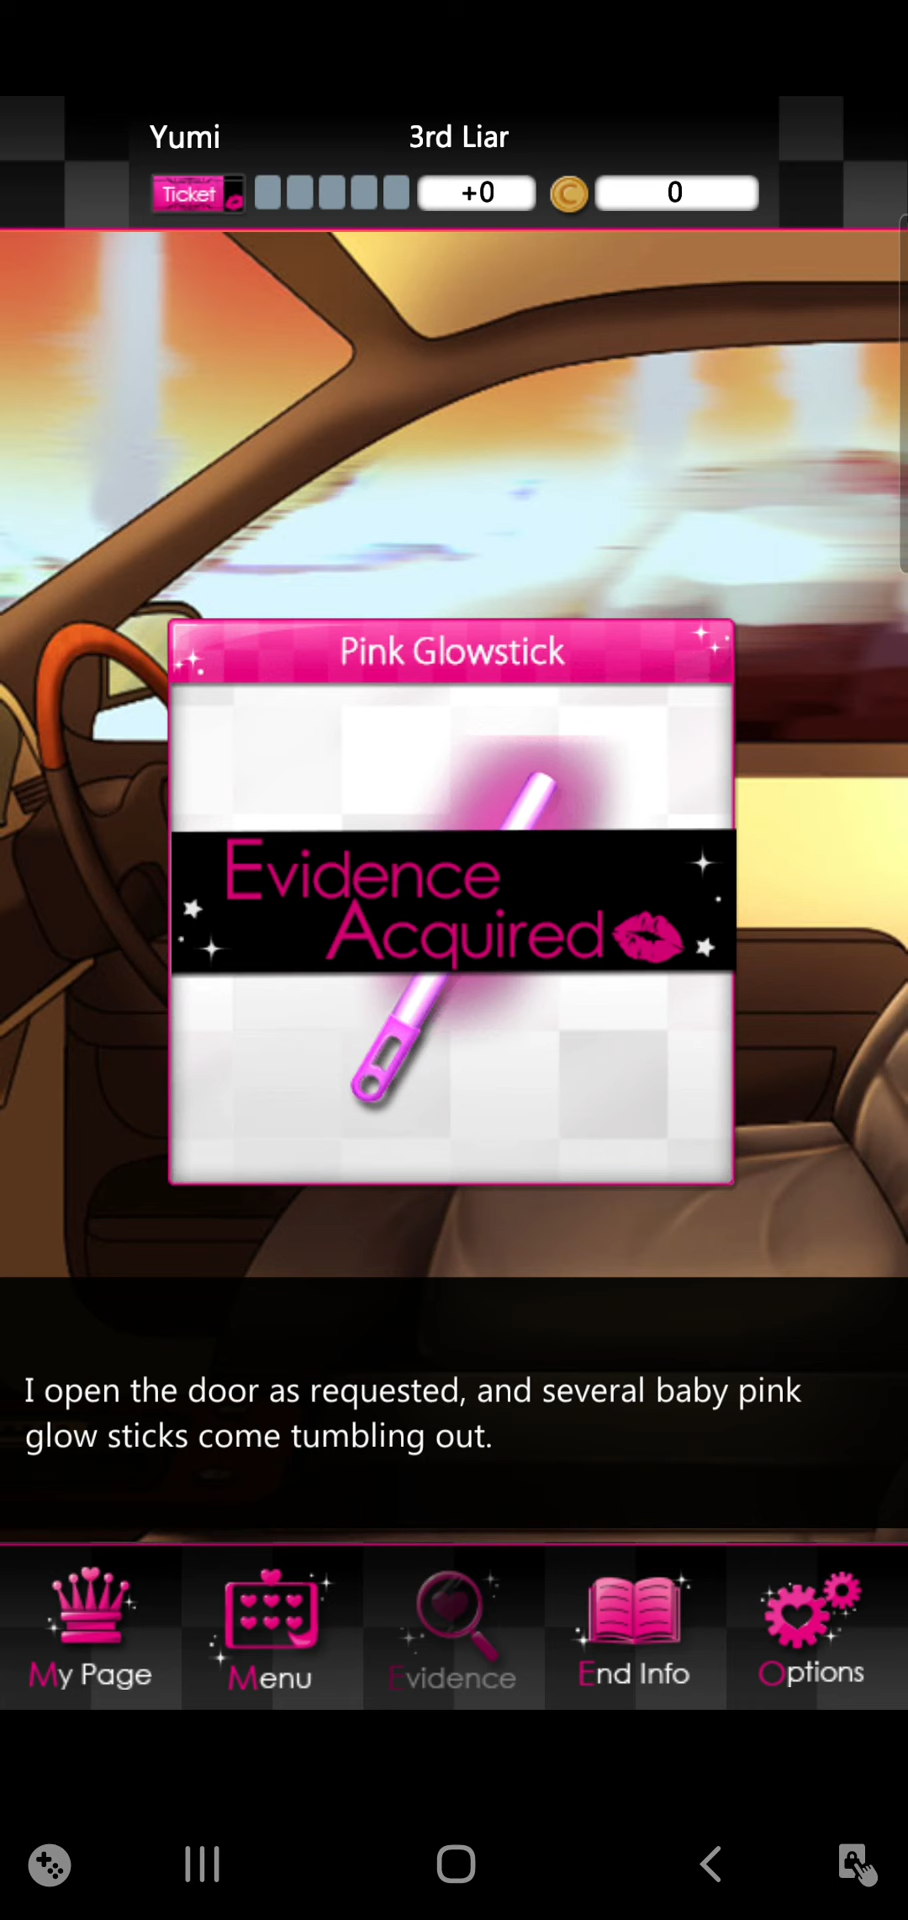 Yumi 3rd Liar
Ticket +0 C 0
Pink Glowstick
Evidence
Acquired
I open the door as requested, and several baby pink
glow sticks come tumbling out.
My Page Menu Evidence End Info Options